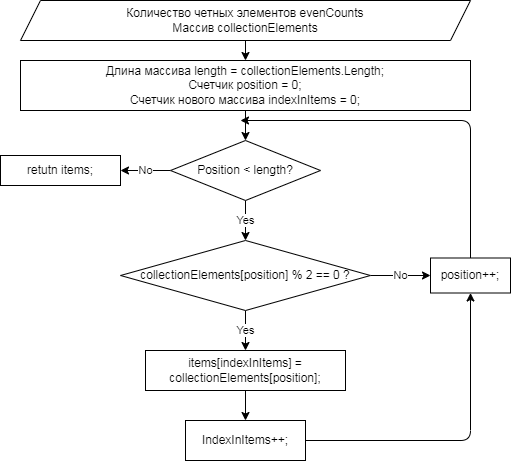 Количество четных элементов evenCounts
Массив collectionElements
Длина массива length = collectionElements.Length;
Счетчик position = 0;
Счетчик нового массива indexInItems = 0;
Position < length?
No
retutn items;
Yes
collectionElements[position] % 2 == 0 ?
No
position++;
Yes
items[indexInItems] =
collectionElements[position];
IndexInItems++;